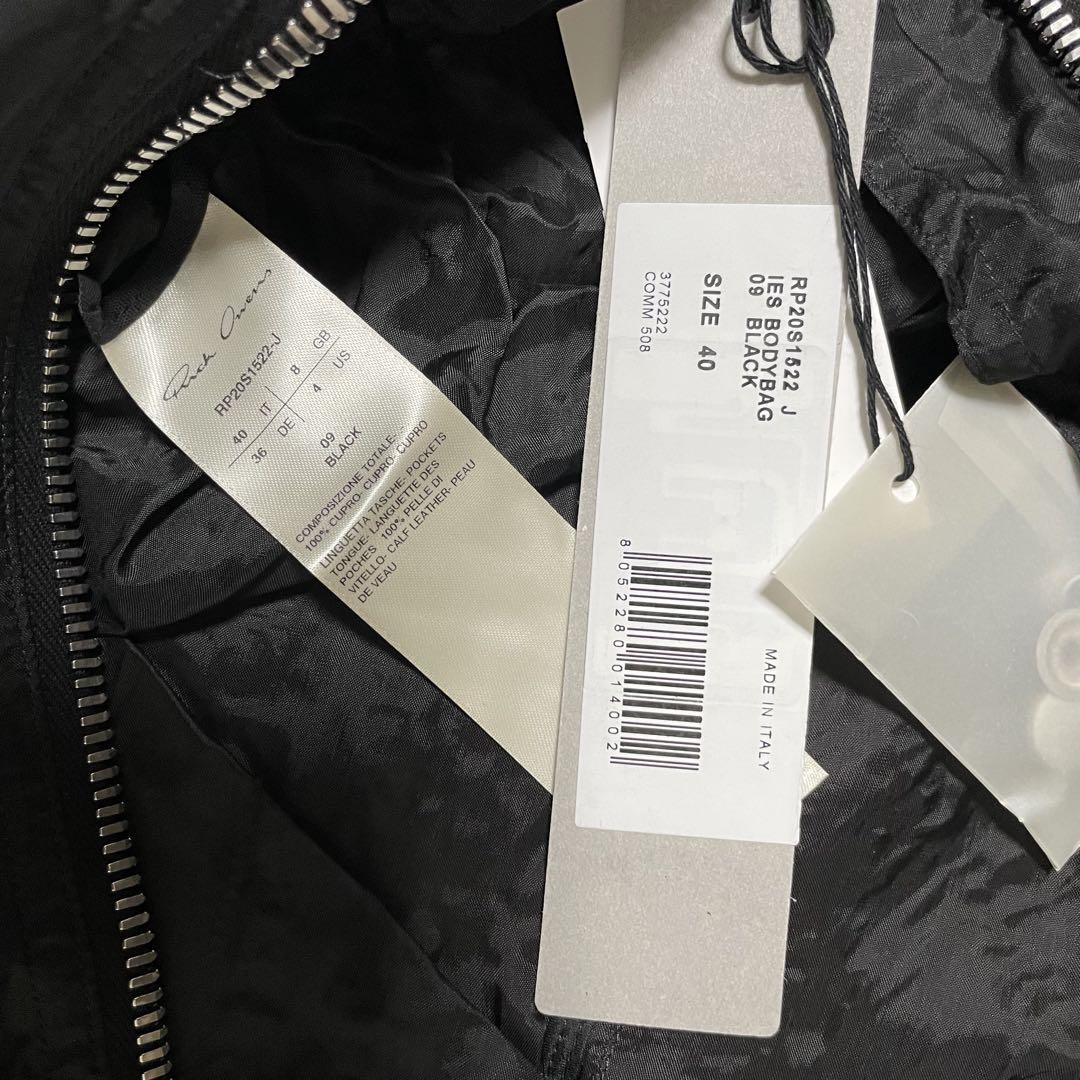 Rick Owens
RP20S1522-J
40 IT 8 GB
36 DE 4 US
09
BLACK
COMPOSIZIONE TOTALE
100% CUPRO- CUPRO- CUPRO
LINGUETTA TASCHE- POCKETS
TONGUE- LANGUETTE DES
POCHES 100% PELLE DI
VITELLO- CALF LEATHER- PEAU
DE VEAU
RP20S1522 J
IES BODYBAG
09 BLACK
SIZE 40
3775222
COMM 508
8052280014002
MADE IN ITALY